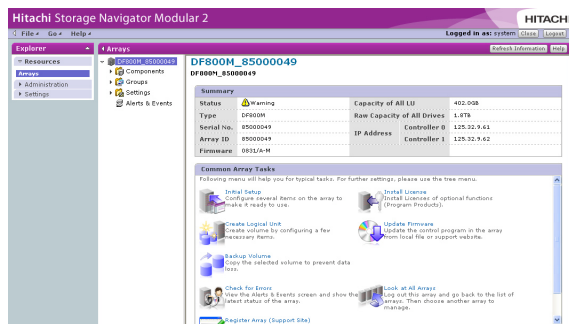 Hitachi Storage Navigator Modular 2
HITACHI
File Go Help
Logged in as: system Close Logout
Explorer
Arrays
Refresh Information Help
Resources
Arrays
Administration
Settings
DF800M_85000049
Components
Groups
Settings
Alerts & Events
DF800M_85000049
DF800M_85000049
Summary
Status Warning Capacity of All LU 402.0GB
Type DF800M Raw Capacity of All Drives 1.8TB
Serial No. 85000049 IP Address Controller 0 125.32.9.61
Array ID 85000049 Controller 1 125.32.9.62
Firmware 0831/A-M
Common Array Tasks
Following menu will help you for typical tasks. For further settings, please use the tree menu.
Initial Setup
Configure several items on the array to
make it ready to use.
Install License
Install Licenses of optional functions
(Program Products).
Create Logical Unit
Create volume by configuring a few
necessary items.
Update Firmware
Update the control program in the array
from local file or support website.
Backup Volume
Copy the selected volume to prevent data
loss.
Check for Errors
View the Alerts & Events screen and show the
latest status of the array.
Look at All Arrays
Log out this array and go back to the list of
arrays. Then choose another array to
manage.
Register Array (Support Site)